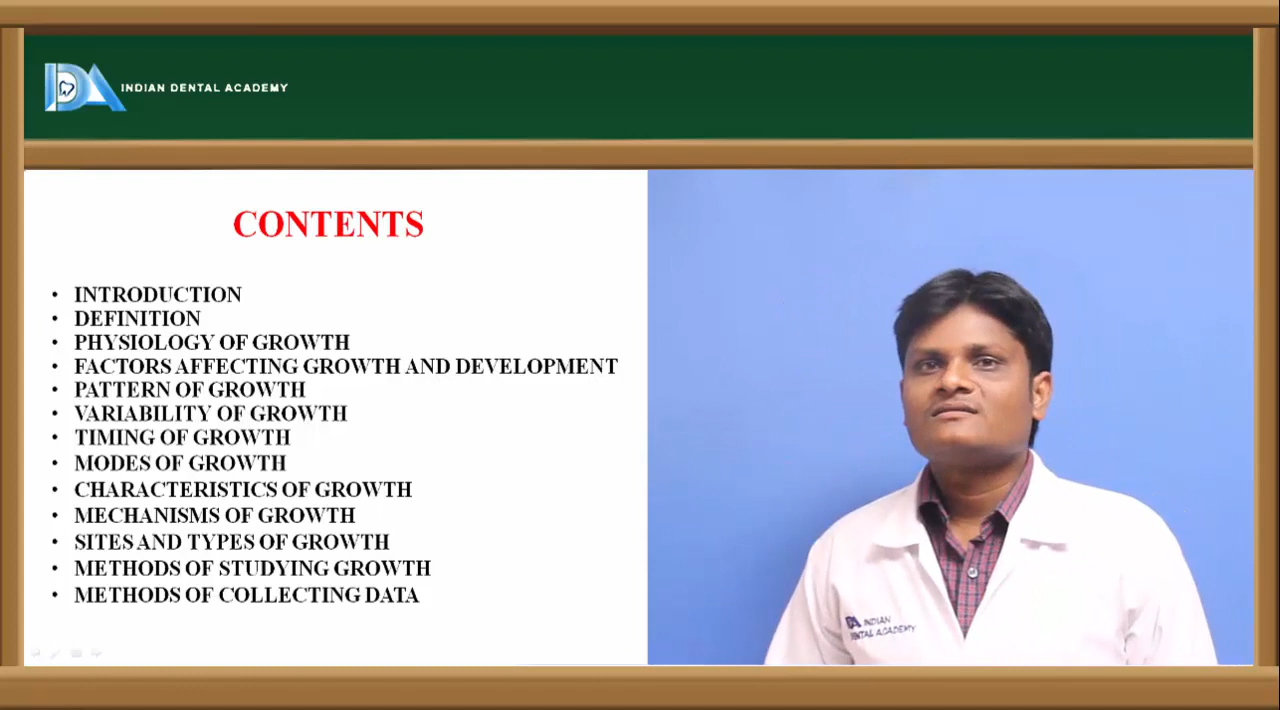 INDIAN DENTAL ACADEMY
CONTENTS
• INTRODUCTION
• DEFINITION
• PHYSIOLOGY OF GROWTH
• FACTORS AFFECTING GROWTH AND DEVELOPMENT
• PATTERN OF GROWTH
• VARIABILITY OF GROWTH
• TIMING OF GROWTH
• MODES OF GROWTH
• CHARACTERISTICS OF GROWTH
• MECHANISMS OF GROWTH
• SITES AND TYPES OF GROWTH
• METHODS OF STUDYING GROWTH
• METHODS OF COLLECTING DATA
IDA INDIAN
DENTAL ACADEMY